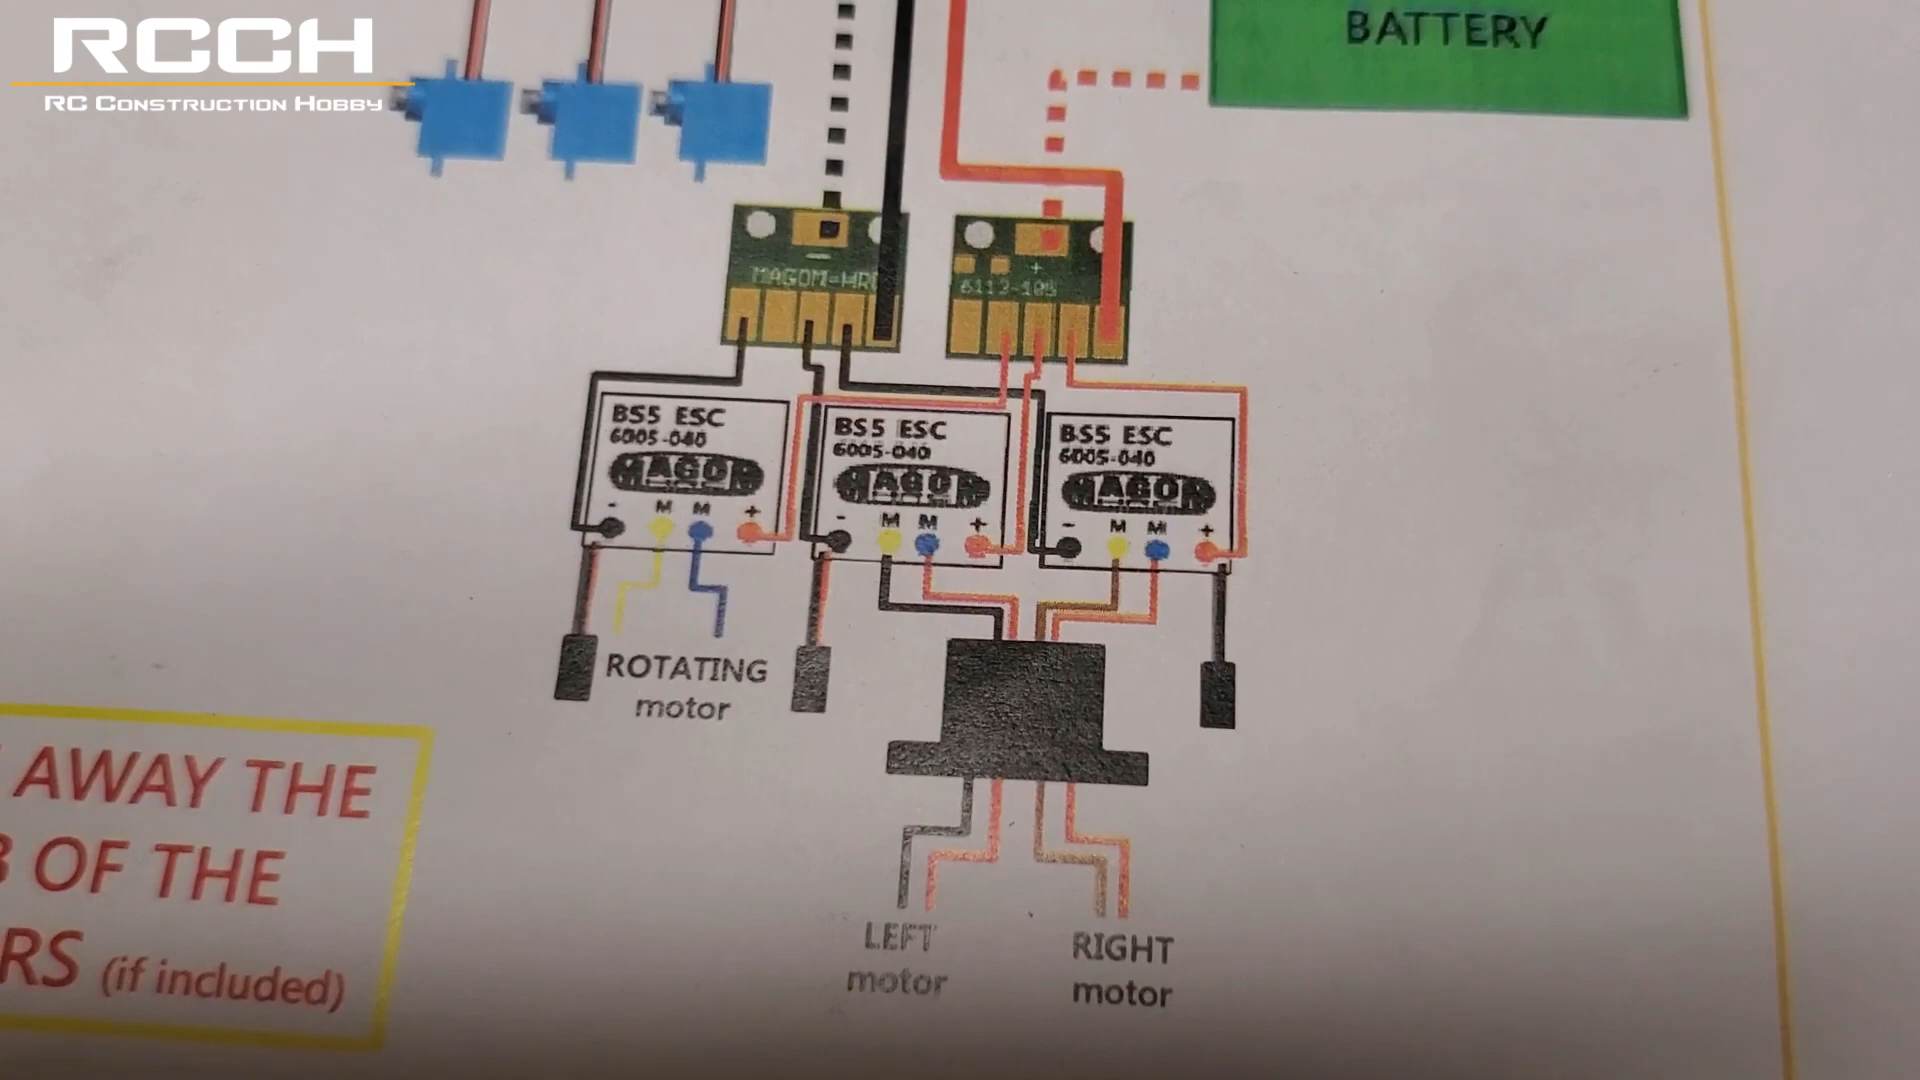 RCCH
RC CONSTRUCTION HOBBY
BATTERY
-
MAGOM-HR
+
6113-105
BS5 ESC
6005-040
MAGOM
- M M +
BS5 ESC
6005-040
MAGOM
- M M +
BS5 ESC
6005-040
MAGOM
- M M +
ROTATING
motor
AWAY THE
OF THE
RS (if included)
LEFT
motor
RIGHT
motor